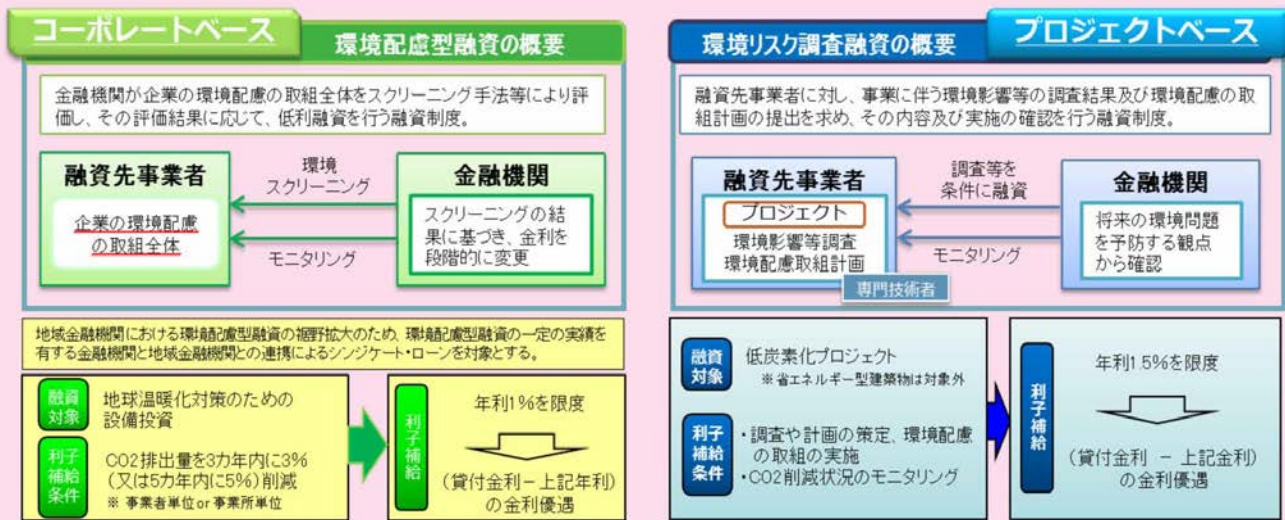 コーポレートベース
環境配慮型融資の概要
金融機関が企業の環境配慮の取組全体をスクリーニング手法等により評
価し、その評価結果に応じて、低利融資を行う融資制度。
融資先事業者
企業の環境配慮
の取組全体
環境
スクリーニング
モニタリング
金融機関
スクリーニングの結
果に基づき、金利を
段階的に変更
地域金融機関における環境配慮型融資の裾野拡大のため、環境配慮型融資の一定の実績を
有する金融機関と地域金融機関との連携によるシンジケート・ローンを対象とする。
融資
対象
地球温暖化対策のための
設備投資
利子
補給
条件
CO2排出量を3カ年内に3%
(又は5カ年内に5%)削減
※ 事業者単位or事業所単位
利子補給
年利1%を限度
(貸付金利－上記年利)
の金利優遇
環境リスク調査融資の概要
プロジェクトベース
融資先事業者に対し、事業に伴う環境影響等の調査結果及び環境配慮の取
組計画の提出を求め、その内容及び実施の確認を行う融資制度。
融資先事業者
プロジェクト
環境影響等調査
環境配慮取組計画
専門技術者
調査等を
条件に融資
モニタリング
金融機関
将来の環境問題
を予防する観点
から確認
融資
対象
低炭素化プロジェクト
※省エネルギー型建築物は対象外
利子
補給
条件
・調査や計画の策定、環境配慮
の取組の実施
・CO2削減状況のモニタリング
利子補給
年利1.5%を限度
(貸付金利 － 上記金利)
の金利優遇